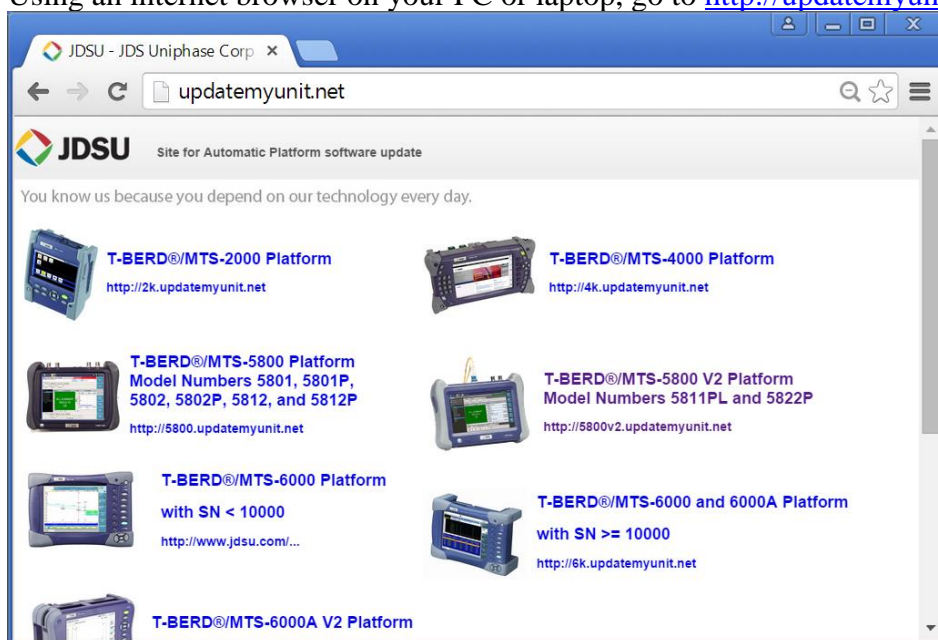 Using an internet browser on your PC or laptop, go to http://updatemyun
JDSU - JDS Uniphase Corp ×
updatemyunit.net
JDSU Site for Automatic Platform software update
You know us because you depend on our technology every day.
T-BERD®/MTS-2000 Platform
http://2k.updatemyunit.net
T-BERD®/MTS-4000 Platform
http://4k.updatemyunit.net
T-BERD®/MTS-5800 Platform
Model Numbers 5801, 5801P,
5802, 5802P, 5812, and 5812P
http://5800.updatemyunit.net
T-BERD®/MTS-5800 V2 Platform
Model Numbers 5811PL and 5822P
http://5800v2.updatemyunit.net
T-BERD®/MTS-6000 Platform
with SN < 10000
http://www.jdsu.com/...
T-BERD®/MTS-6000 and 6000A Platform
with SN >= 10000
http://6k.updatemyunit.net
T-BERD®/MTS-6000A V2 Platform